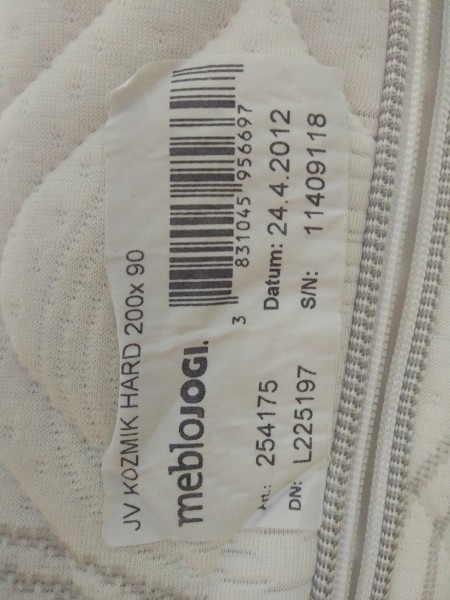 JV KOZMIK HARD 200x 90
mebloJOGI.
3 831045 956697
Art.: 254175 Datum: 24.4.2012
DN: L225197 S/N: 11409118